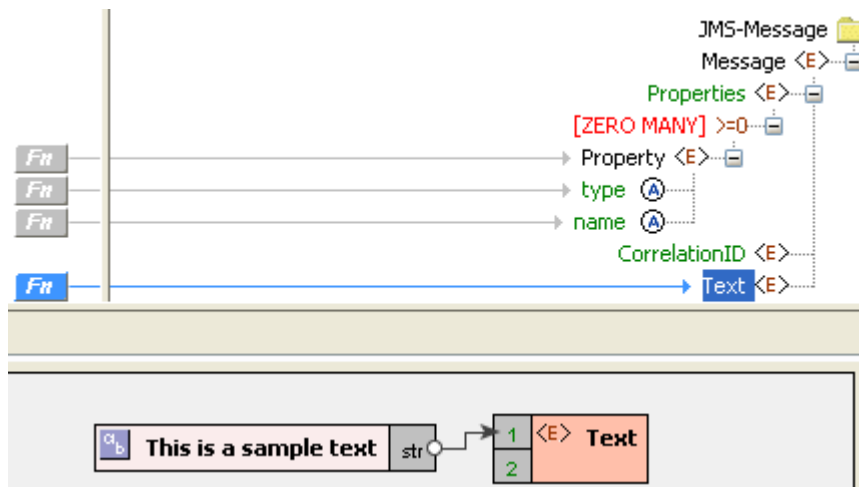 JMS-Message
Message <E>
Properties <E>
[ZERO MANY] >=0
Fn Property <E>
Fn type A
Fn name A
CorrelationID <E>
Fn Text <E>
ab This is a sample text str 1 <E> Text
2